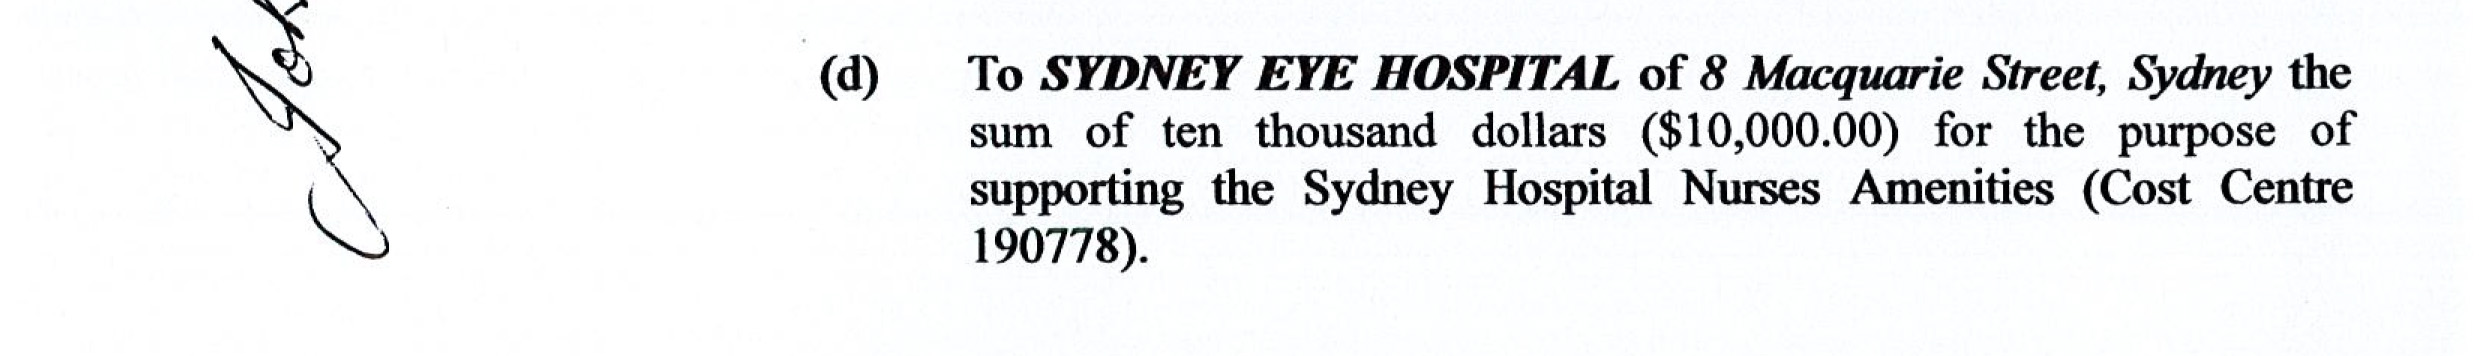 (d) To SYDNEY EYE HOSPITAL of 8 Macquarie Street, Sydney the
sum of ten thousand dollars ($10,000.00) for the purpose of
supporting the Sydney Hospital Nurses Amenities (Cost Centre
190778).